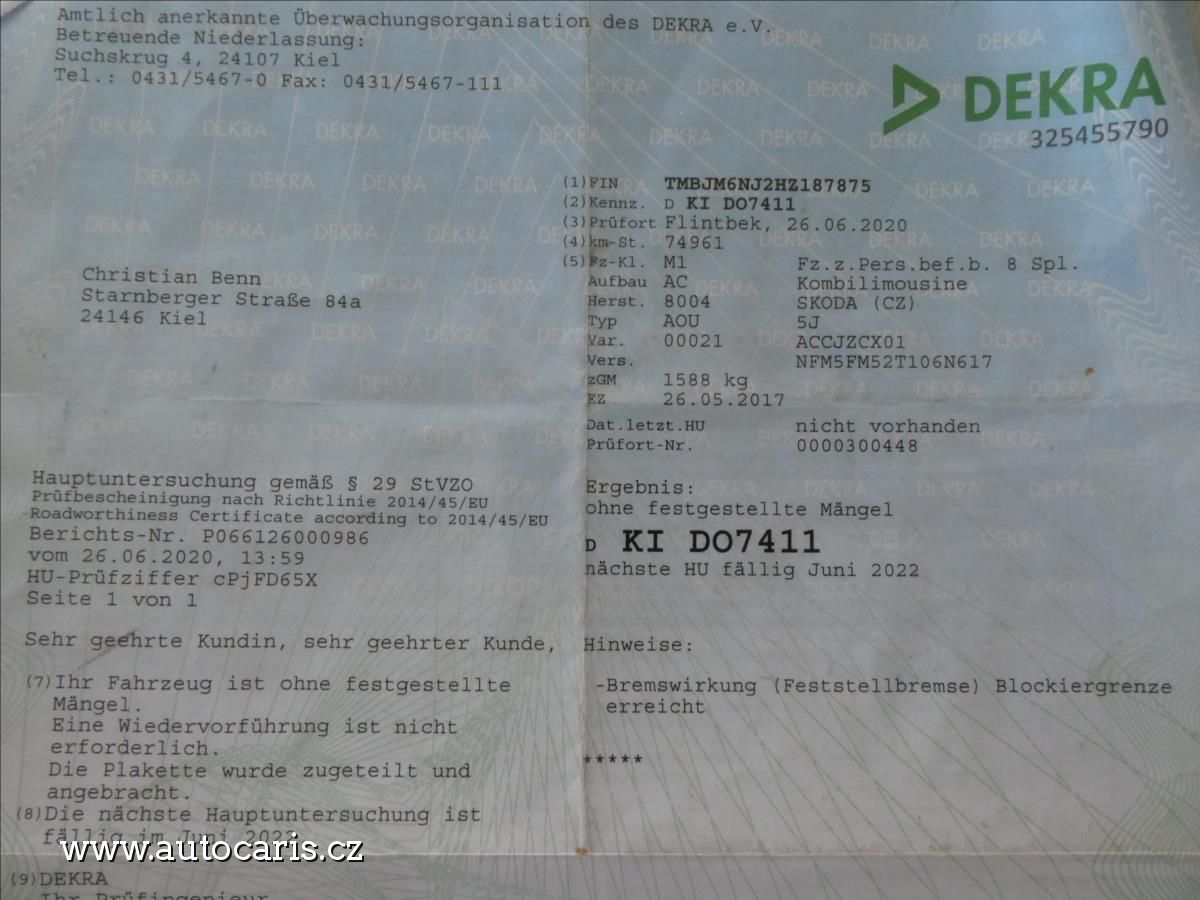 Amtlich anerkannte Überwachungsorganisation des DEKRA e.V.
Betreuende Niederlassung:
Suchskrug 4, 24107 Kiel
Tel.: 0431/5467-0 Fax: 0431/5467-111
DEKRA
325455790
(1)FIN TMBJM6NJ2HZ187875
(2)Kennz. D KI DO7411
(3)Prüfort Flintbek, 26.06.2020
(4)km-St. 74961
(5)Fz-Kl. M1 Fz.z.Pers.bef.b. 8 Spl.
Aufbau AC Kombilimousine
Herst. 8004 SKODA (CZ)
Typ AOU 5J
Var. 00021 ACCJZCX01
Vers. NFM5FM52T106N617
zGM 1588 kg
EZ 26.05.2017
Dat.letzt.HU nicht vorhanden
Prüfort-Nr. 0000300448
Christian Benn
Starnberger Straße 84a
24146 Kiel
Hauptuntersuchung gemäß § 29 StVZO
Prüfbescheinigung nach Richtlinie 2014/45/EU
Roadworthiness Certificate according to 2014/45/EU
Berichts-Nr. P066126000986
vom 26.06.2020, 13:59
HU-Prüfziffer cPjFD65X
Seite 1 von 1
Ergebnis:
ohne festgestellte Mängel
D KI DO7411
nächste HU fällig Juni 2022
Sehr geehrte Kundin, sehr geehrter Kunde,
(7)Ihr Fahrzeug ist ohne festgestellte
Mängel.
Eine Wiedervorführung ist nicht
erforderlich.
Die Plakette wurde zugeteilt und
angebracht.
(8)Die nächste Hauptuntersuchung ist
fällig im Juni 2022
Hinweise:
-Bremswirkung (Feststellbremse) Blockiergrenze
erreicht
*****
www.autocaris.cz
(9)DEKRA
Ihr Prüfingenieur